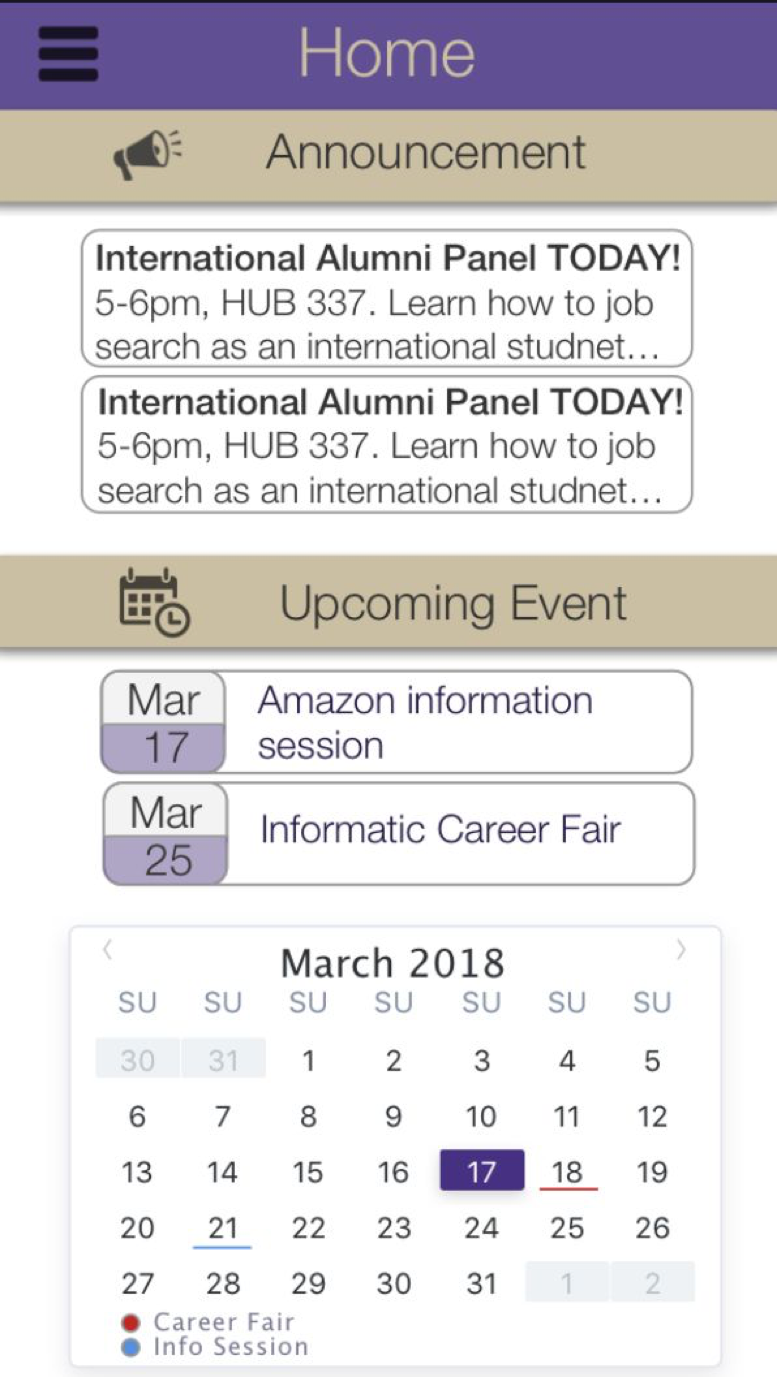 Home
Announcement
International Alumni Panel TODAY!
5-6pm, HUB 337. Learn how to job
search as an international studnet...
International Alumni Panel TODAY!
5-6pm, HUB 337. Learn how to job
search as an international studnet...
Upcoming Event
Mar
17
Amazon information
session
Mar
25
Informatic Career Fair
March 2018
SU SU SU SU SU SU SU
30 31 1 2 3 4 5
6 7 8 9 10 11 12
13 14 15 16 17 18 19
20 21 22 23 24 25 26
27 28 29 30 31 1 2
Career Fair
Info Session